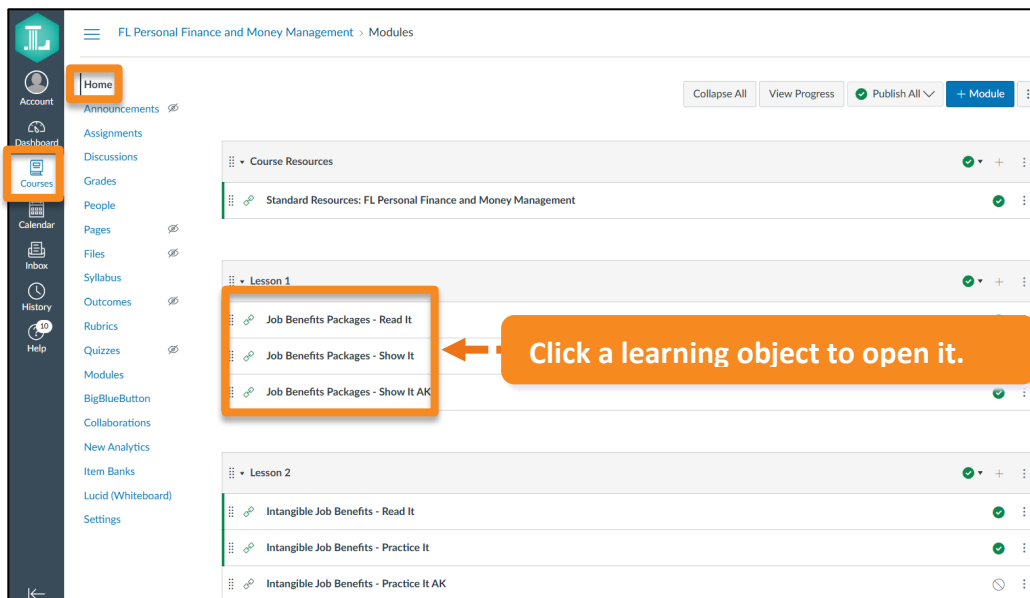 FL Personal Finance and Money Management > Modules
Account
Dashboard
Courses
Calendar
Inbox
History
10
Help
Home
Announcements
Assignments
Discussions
Grades
People
Pages
Files
Syllabus
Outcomes
Rubrics
Quizzes
Modules
BigBlueButton
Collaborations
New Analytics
Item Banks
Lucid (Whiteboard)
Settings
Collapse All View Progress Publish All + Module
Course Resources
Standard Resources: FL Personal Finance and Money Management
Lesson 1
Job Benefits Packages - Read It
Job Benefits Packages - Show It
Job Benefits Packages - Show It AK
Click a learning object to open it.
Lesson 2
Intangible Job Benefits - Read It
Intangible Job Benefits - Practice It
Intangible Job Benefits - Practice It AK